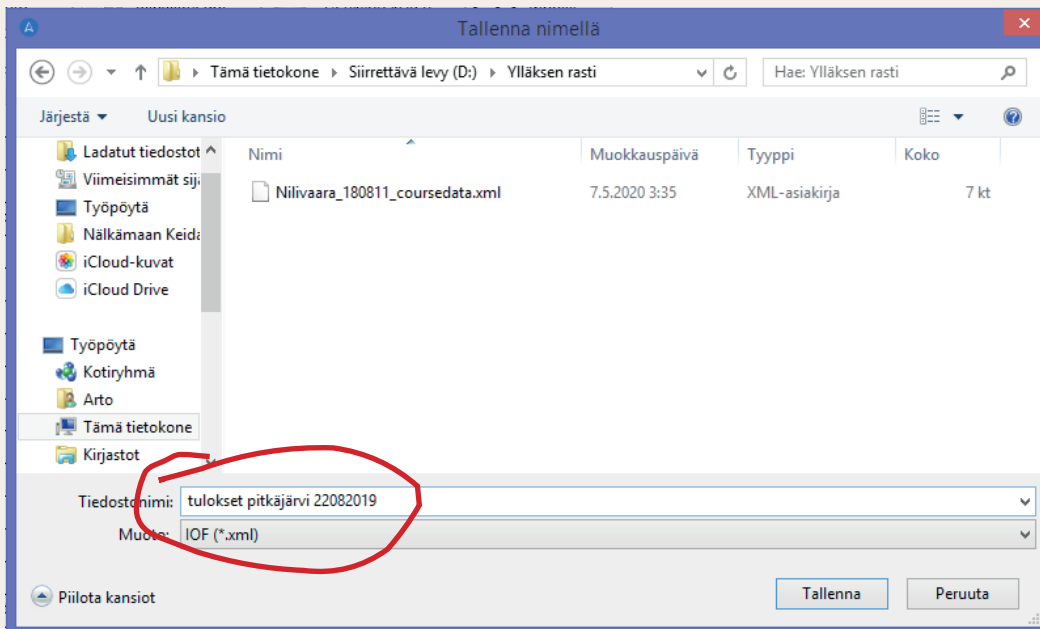 A
Tallenna nimellä
Tämä tietokone Siirrettävä levy (D:) Ylläksen rasti
Hae: Ylläksen rasti
Järjestä Uusi kansio
Nimi Muokkauspäivä Tyyppi Koko
Ladatut tiedostot
Viimeisimmät sija
Työpöytä
Nälkämaan Keida
iCloud-kuvat
iCloud Drive
Nilivaara_180811_coursedata.xml 7.5.2020 3:35 XML-asiakirja 7 kt
Työpöytä
Kotiryhmä
Arto
Tämä tietokone
Kirjastot
Tiedostonimi: tulokset pitkäjärvi 22082019
Muoto: IOF (*.xml)
Piilota kansiot
Tallenna Peruuta